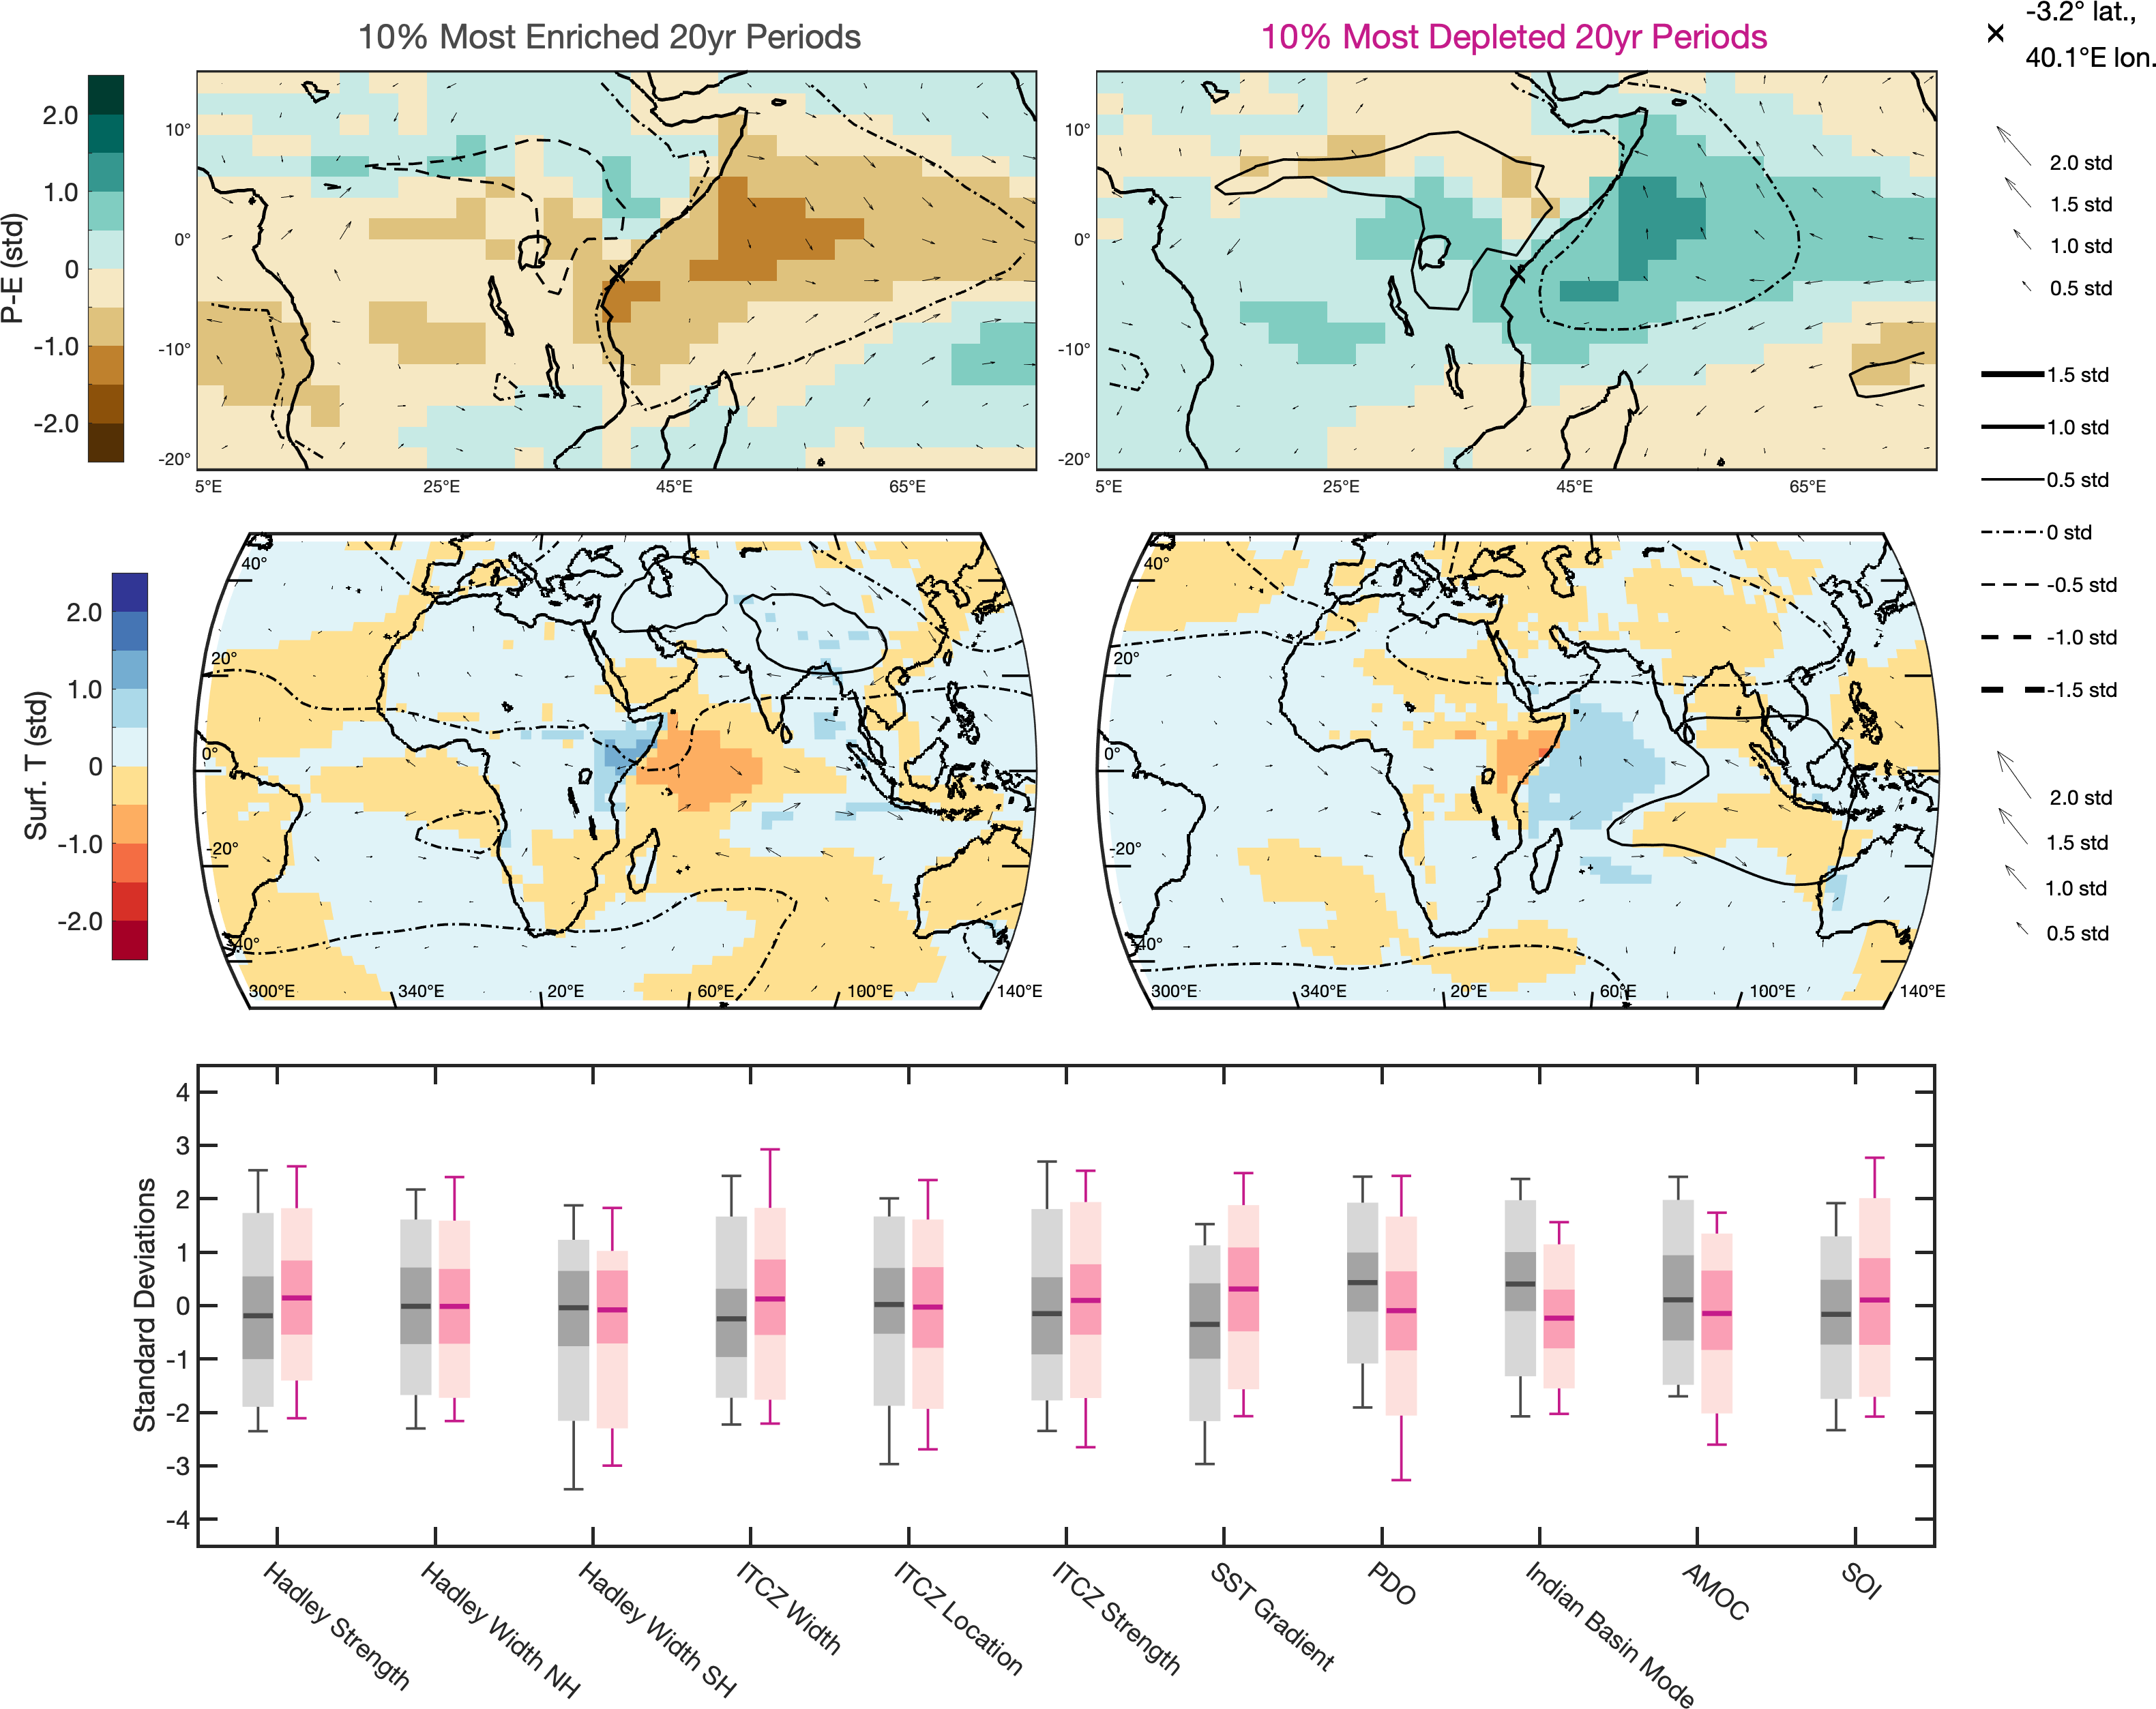 10% Most Enriched 20yr Periods
10% Most Depleted 20yr Periods
-3.2° lat.,
40.1°E lon.
P-E (std)
2.0
1.0
0
-1.0
-2.0
10°
0°
-10°
-20°
5°E
25°E
45°E
65°E
10°
0°
-10°
-20°
5°E
25°E
45°E
65°E
2.0 std
1.5 std
1.0 std
0.5 std
1.5 std
1.0 std
0.5 std
0 std
-0.5 std
-1.0 std
-1.5 std
Surf. T (std)
2.0
1.0
0
-1.0
-2.0
40°
20°
0°
-20°
-40°
300°E
340°E
20°E
60°E
100°E
140°E
40°
20°
0°
-20°
-40°
300°E
340°E
20°E
60°E
100°E
140°E
2.0 std
1.5 std
1.0 std
0.5 std
Standard Deviations
4
3
2
1
0
-1
-2
-3
-4
Hadley Strength
Hadley Width NH
Hadley Width SH
ITCZ Width
ITCZ Location
ITCZ Strength
SST Gradient
PDO
Indian Basin Mode
AMOC
SOI